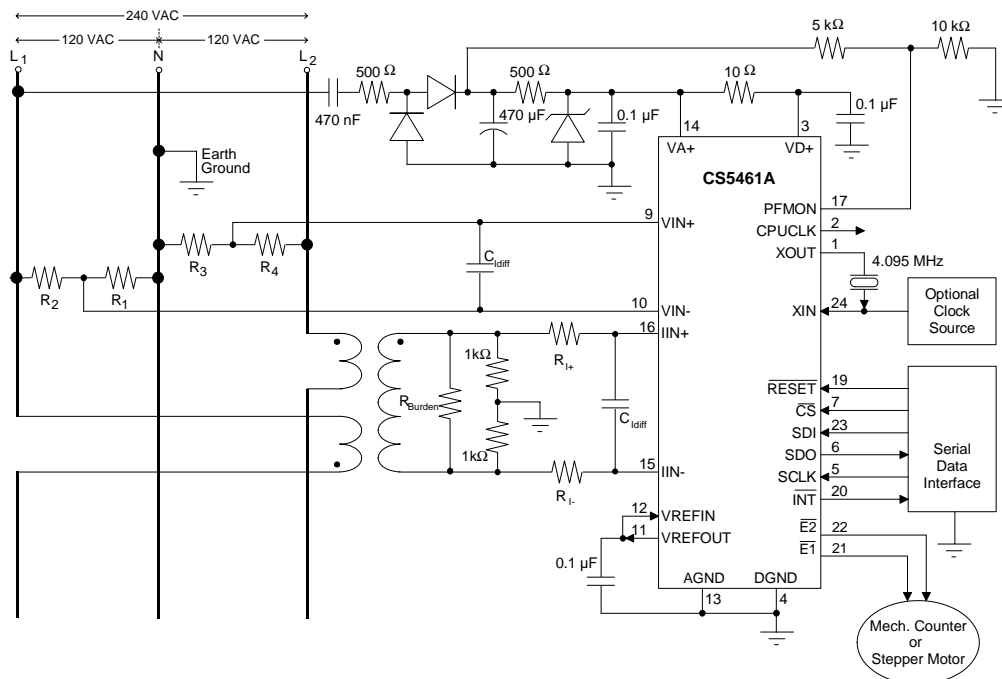 240 VAC
120 VAC 120 VAC
L1 N L2
5 kΩ 10 kΩ
500 Ω 500 Ω 10 Ω
470 nF 470 µF 0.1 µF 0.1 µF
14 3
VA+ VD+
Earth
Ground
CS5461A
PFMON 17
CPUCLK 2
XOUT 1
4.095 MHz
XIN 24
Optional
Clock
Source
9 VIN+
R3 R4
CIdiff
R2 R1
10 VIN-
16 IIN+
RI+
1kΩ
RBurden
CIdiff
1kΩ
15 IIN-
RI-
RESET 19
CS 7
SDI 23
SDO 6
SCLK 5
INT 20
Serial
Data
Interface
12 VREFIN
11 VREFOUT
E2 22
E1 21
0.1 µF
AGND DGND
13 4
Mech. Counter
or
Stepper Motor